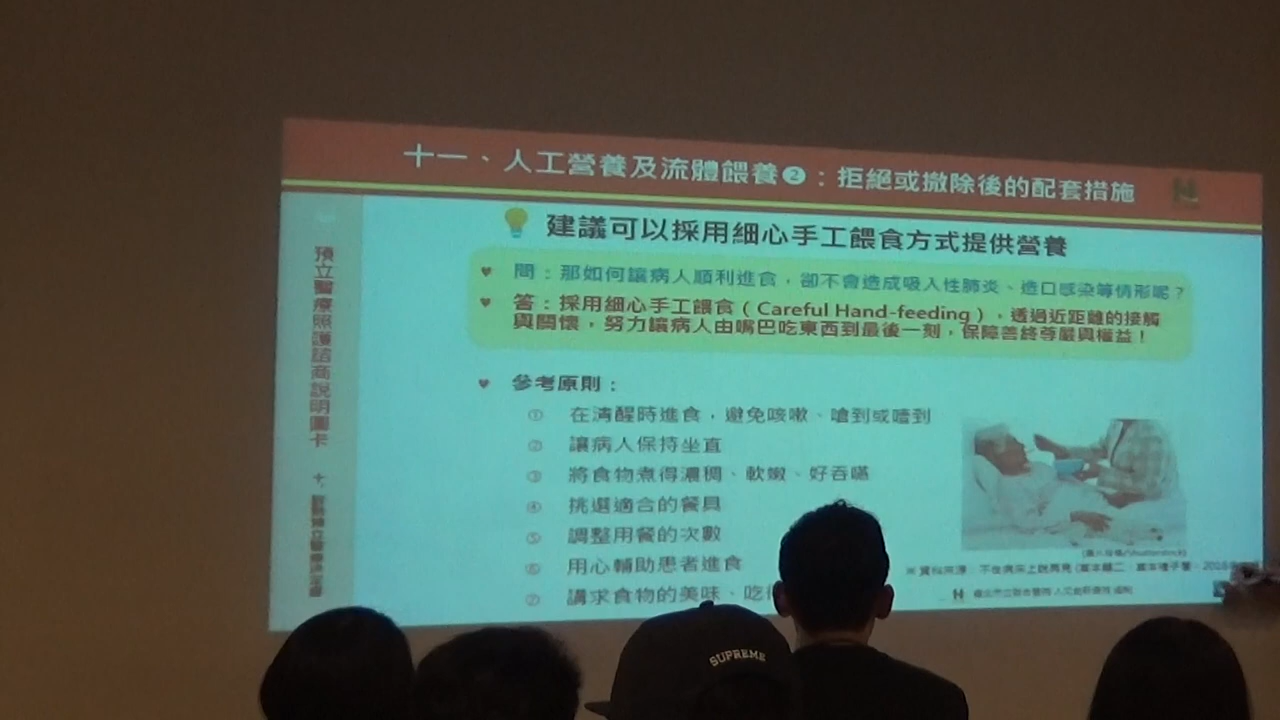 十一、人工營養及流體餵養❷：拒絕或撤除後的配套措施
建議可以採用細心手工餵食方式提供營養
♥ 問：那如何讓病人順利進食，卻不會造成吸入性肺炎、造口感染等情形呢？
♥ 答：採用細心手工餵食（Careful Hand-feeding），透過近距離的接觸
與關懷，努力讓病人由嘴巴吃東西到最後一刻，保障善終尊嚴與權益！
♥ 參考原則：
① 在清醒時進食，避免咳嗽、嗆到或噎到
② 讓病人保持坐直
③ 將食物煮得濃稠、軟嫩、好吞嚥
④ 挑選適合的餐具
⑤ 調整用餐的次數
⑥ 用心輔助患者進食
⑦ 講求食物的美味、吃
預立醫療照護諮商說明圖卡
SUPREME